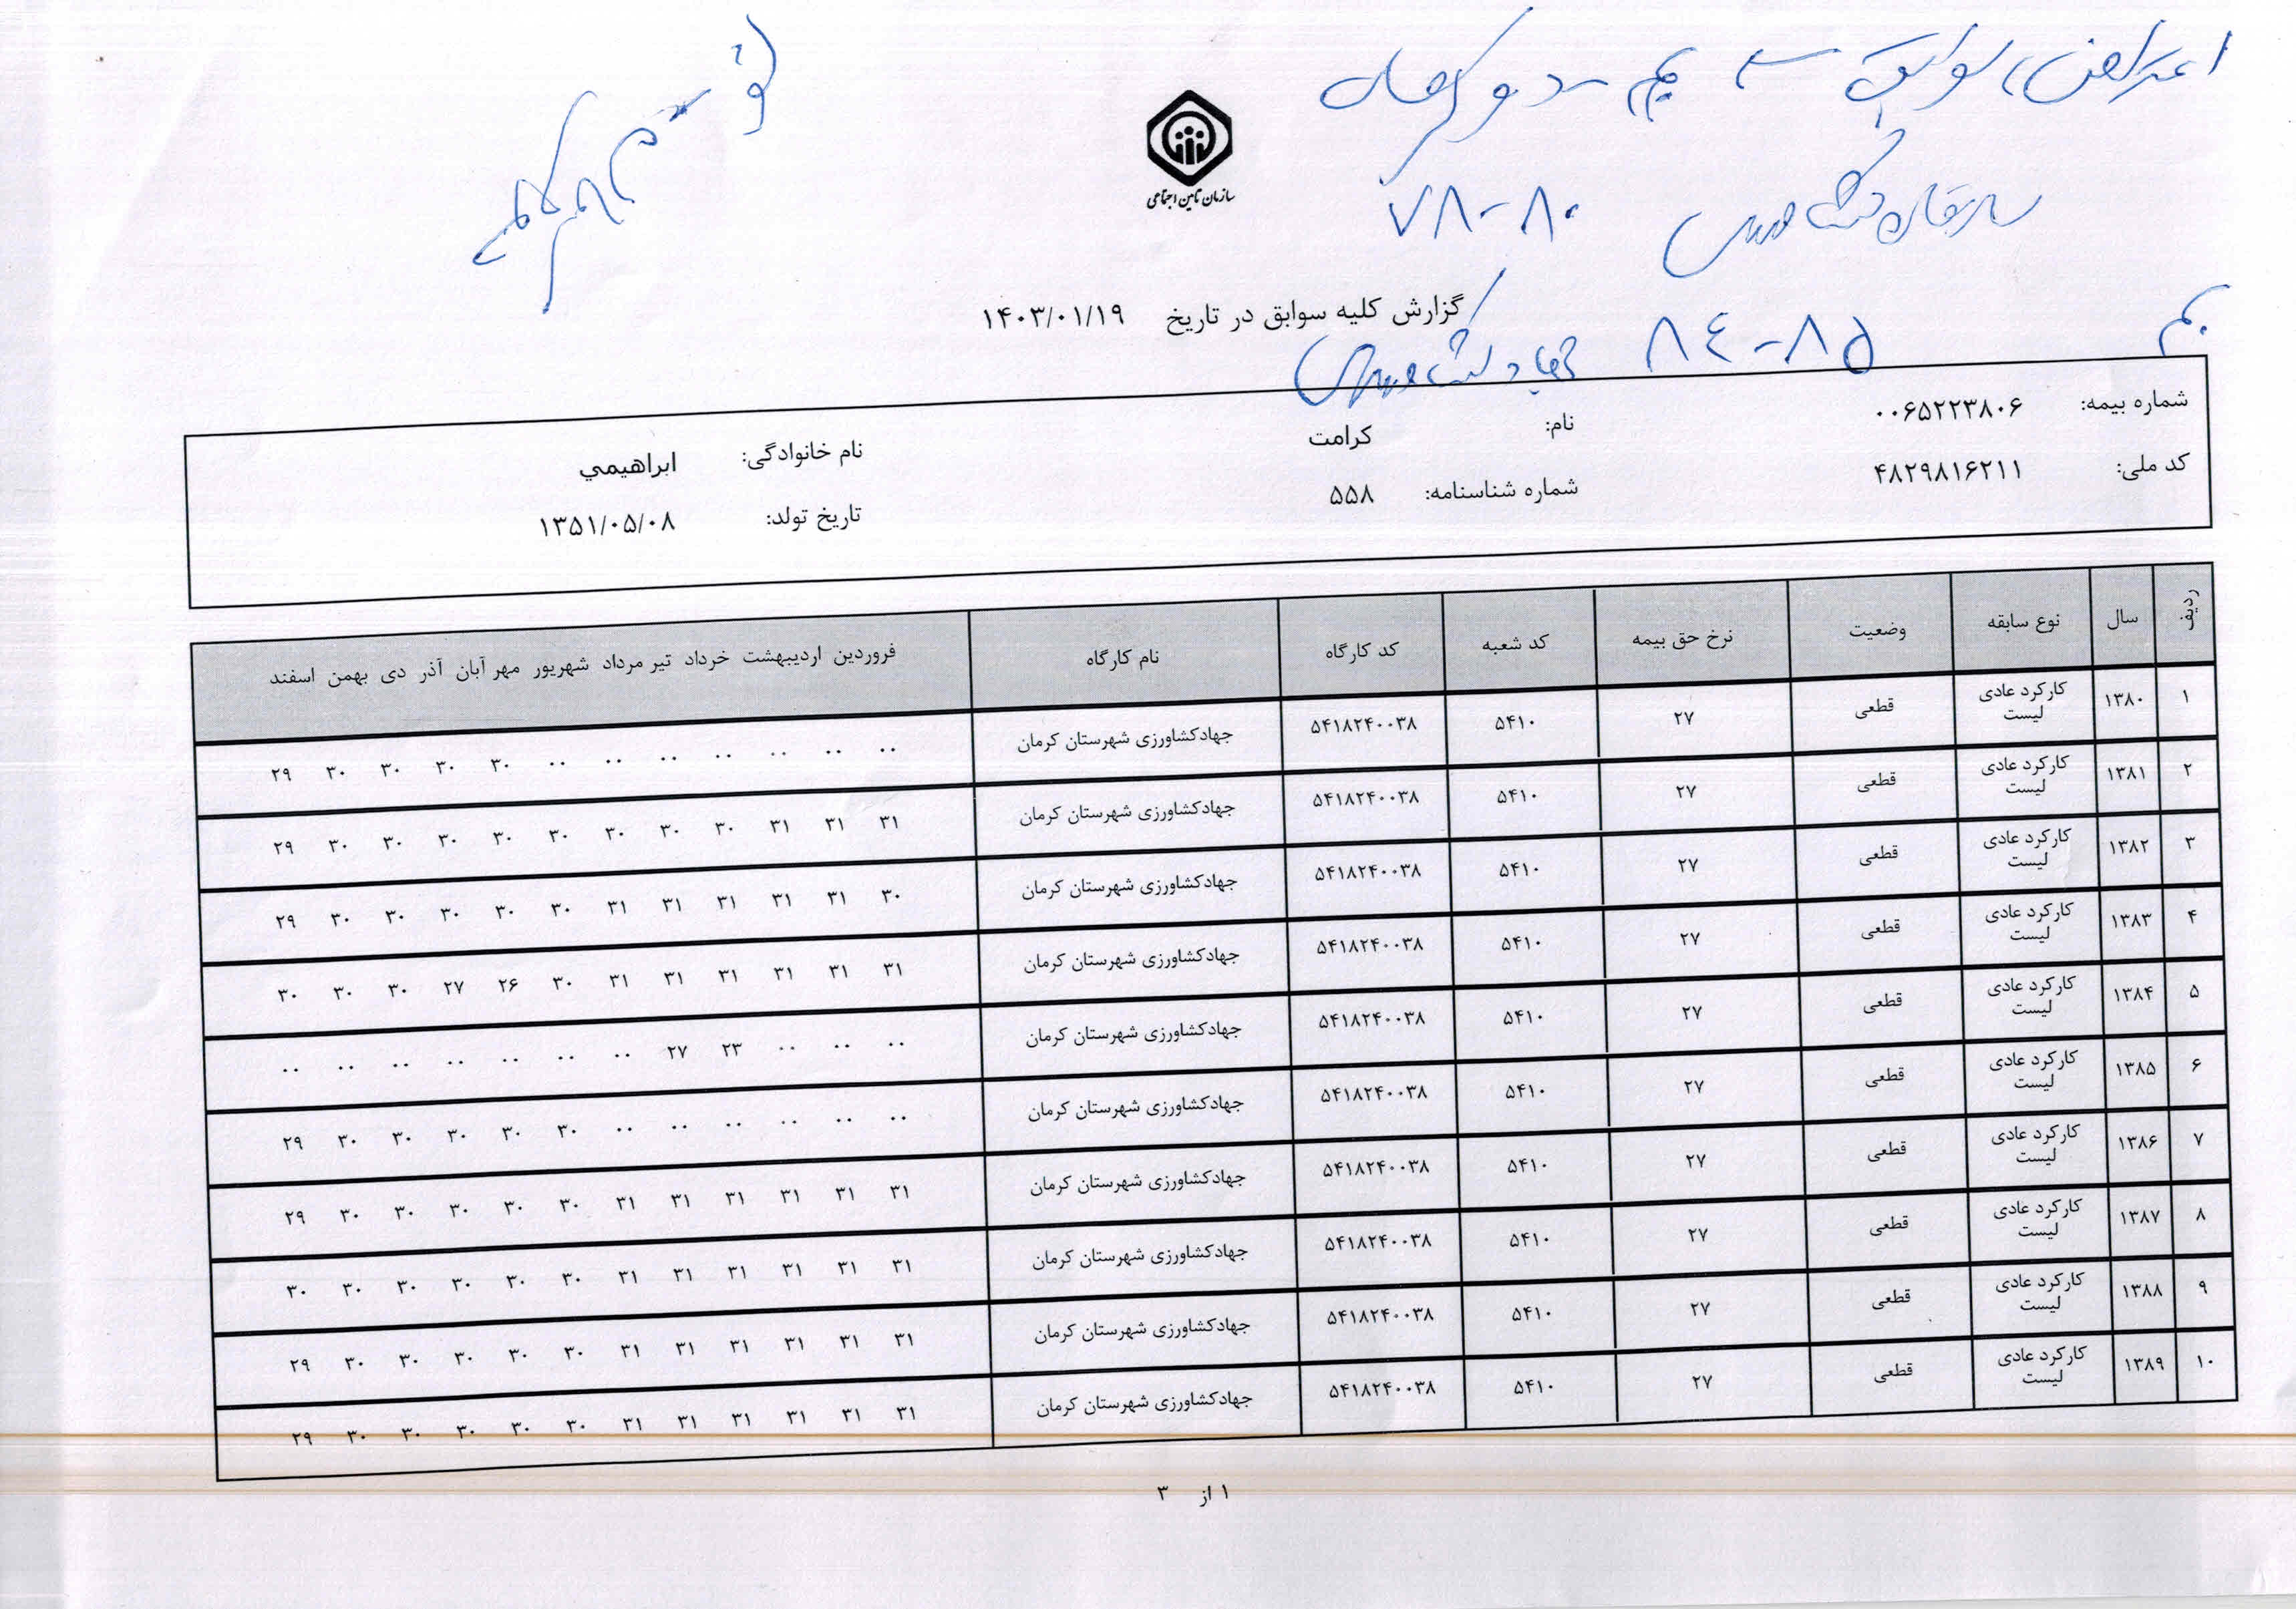 اعتراض
۷۸-۸۰
سازمان تأمین اجتماعی
گزارش کلیه سوابق در تاریخ ۱۴۰۳/۰۱/۱۹
۸۴-۸۵ جهاد کشاورزی
شماره بیمه: ۰۰۶۵۲۲۳۸۰۶ نام: کرامت نام خانوادگی: ابراهیمي
کد ملی: ۴۸۲۹۸۱۶۲۱۱ شماره شناسنامه: ۵۵۸ تاریخ تولد: ۱۳۵۱/۰۵/۰۸
ردیف سال نوع سابقه وضعیت نرخ حق بیمه کد شعبه کد کارگاه نام کارگاه فروردین اردیبهشت خرداد تیر مرداد شهریور مهر آبان آذر دی بهمن اسفند
۱ ۱۳۸۰ کارکرد عادی لیست قطعی ۲۷ ۵۴۱۰ ۵۴۱۸۲۴۰۰۳۸ جهادکشاورزی شهرستان کرمان ۰۰ ۰۰ ۰۰ ۰۰ ۰۰ ۰۰ ۰۰ ۳۰ ۳۰ ۳۰ ۳۰ ۲۹
۲ ۱۳۸۱ کارکرد عادی لیست قطعی ۲۷ ۵۴۱۰ ۵۴۱۸۲۴۰۰۳۸ جهادکشاورزی شهرستان کرمان ۳۱ ۳۱ ۳۱ ۳۰ ۳۰ ۳۰ ۳۰ ۳۰ ۳۰ ۳۰ ۳۰ ۲۹
۳ ۱۳۸۲ کارکرد عادی لیست قطعی ۲۷ ۵۴۱۰ ۵۴۱۸۲۴۰۰۳۸ جهادکشاورزی شهرستان کرمان ۳۰ ۳۱ ۳۱ ۳۱ ۳۱ ۳۱ ۳۰ ۳۰ ۳۰ ۳۰ ۳۰ ۲۹
۴ ۱۳۸۳ کارکرد عادی لیست قطعی ۲۷ ۵۴۱۰ ۵۴۱۸۲۴۰۰۳۸ جهادکشاورزی شهرستان کرمان ۳۱ ۳۱ ۳۱ ۳۱ ۳۱ ۳۱ ۳۰ ۲۶ ۲۷ ۳۰ ۳۰ ۳۰
۵ ۱۳۸۴ کارکرد عادی لیست قطعی ۲۷ ۵۴۱۰ ۵۴۱۸۲۴۰۰۳۸ جهادکشاورزی شهرستان کرمان ۰۰ ۰۰ ۰۰ ۲۳ ۲۷ ۰۰ ۰۰ ۰۰ ۰۰ ۰۰ ۰۰ ۰۰
۶ ۱۳۸۵ کارکرد عادی لیست قطعی ۲۷ ۵۴۱۰ ۵۴۱۸۲۴۰۰۳۸ جهادکشاورزی شهرستان کرمان ۰۰ ۰۰ ۰۰ ۰۰ ۰۰ ۰۰ ۳۰ ۳۰ ۳۰ ۳۰ ۳۰ ۲۹
۷ ۱۳۸۶ کارکرد عادی لیست قطعی ۲۷ ۵۴۱۰ ۵۴۱۸۲۴۰۰۳۸ جهادکشاورزی شهرستان کرمان ۳۱ ۳۱ ۳۱ ۳۱ ۳۱ ۳۱ ۳۰ ۳۰ ۳۰ ۳۰ ۳۰ ۲۹
۸ ۱۳۸۷ کارکرد عادی لیست قطعی ۲۷ ۵۴۱۰ ۵۴۱۸۲۴۰۰۳۸ جهادکشاورزی شهرستان کرمان ۳۱ ۳۱ ۳۱ ۳۱ ۳۱ ۳۱ ۳۰ ۳۰ ۳۰ ۳۰ ۳۰ ۳۰
۹ ۱۳۸۸ کارکرد عادی لیست قطعی ۲۷ ۵۴۱۰ ۵۴۱۸۲۴۰۰۳۸ جهادکشاورزی شهرستان کرمان ۳۱ ۳۱ ۳۱ ۳۱ ۳۱ ۳۱ ۳۰ ۳۰ ۳۰ ۳۰ ۳۰ ۲۹
۱۰ ۱۳۸۹ کارکرد عادی لیست قطعی ۲۷ ۵۴۱۰ ۵۴۱۸۲۴۰۰۳۸ جهادکشاورزی شهرستان کرمان ۳۱ ۳۱ ۳۱ ۳۱ ۳۱ ۳۱ ۳۰ ۳۰ ۳۰ ۳۰ ۳۰ ۲۹
۱ از ۳